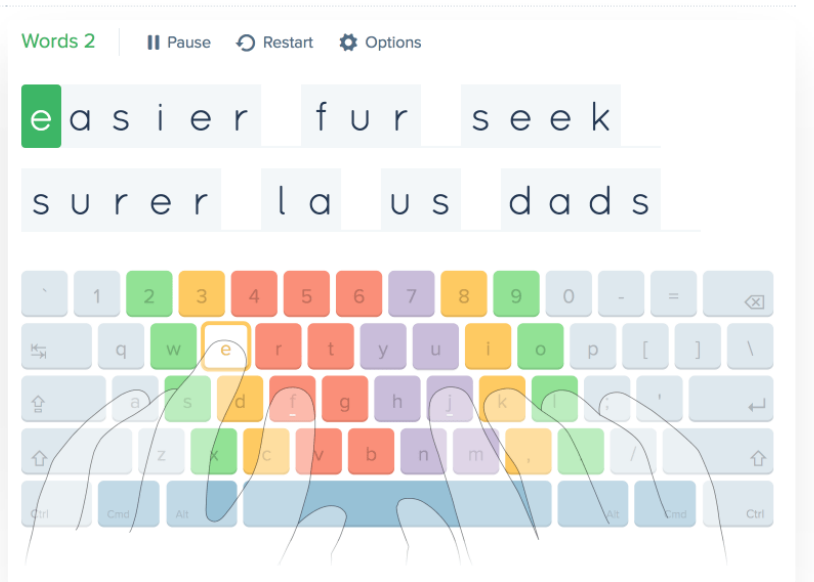 Words 2 Pause Restart Options
easier fur seek
surer la us dads
` 1 2 3 4 5 6 7 8 9 0 - =
q w e r t y u i o p [ ] \
a s d f g h j k l ; '
z x c v b n m , . /
Ctrl Cmd Alt Alt Cmd Ctrl